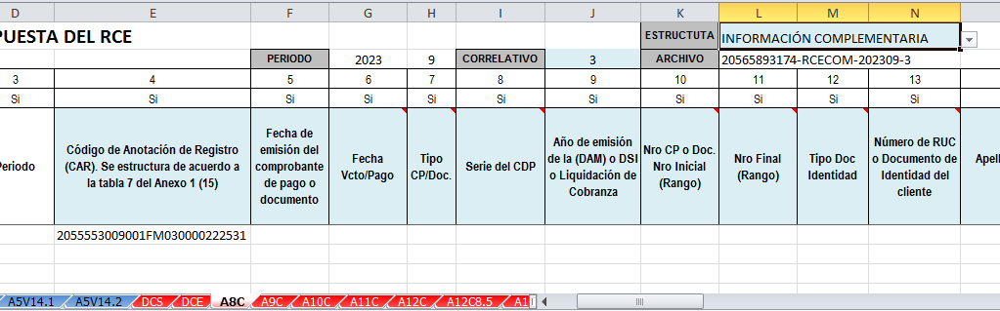 D E F G H I J K L M N
PUESTA DEL RCE ESTRUCTUTA INFORMACIÓN COMPLEMENTARIA
PERIODO 2023 9 CORRELATIVO 3 ARCHIVO 20565893174-RCECOM-202309-3
3 4 5 6 7 8 9 10 11 12 13
Si Si Si Si Si Si Si Si Si Si Si
Periodo
Código de Anotación de Registro
(CAR). Se estructura de acuerdo a
la tabla 7 del Anexo 1 (15)
Fecha de
emisión del
comprobante
de pago o
documento
Fecha
Vcto/Pago
Tipo
CP/Doc.
Serie del CDP
Año de emisión
de la (DAM) o DSI
o Liquidación de
Cobranza
Nro CP o Doc.
Nro Inicial
(Rango)
Nro Final
(Rango)
Tipo Doc
Identidad
Número de RUC
o Documento de
Identidad del
cliente
Apell
2055553009001FM030000222531
A5V14.1 A5V14.2 DCS DCE A8C A9C A10C A11C A12C A12C8.5 A1